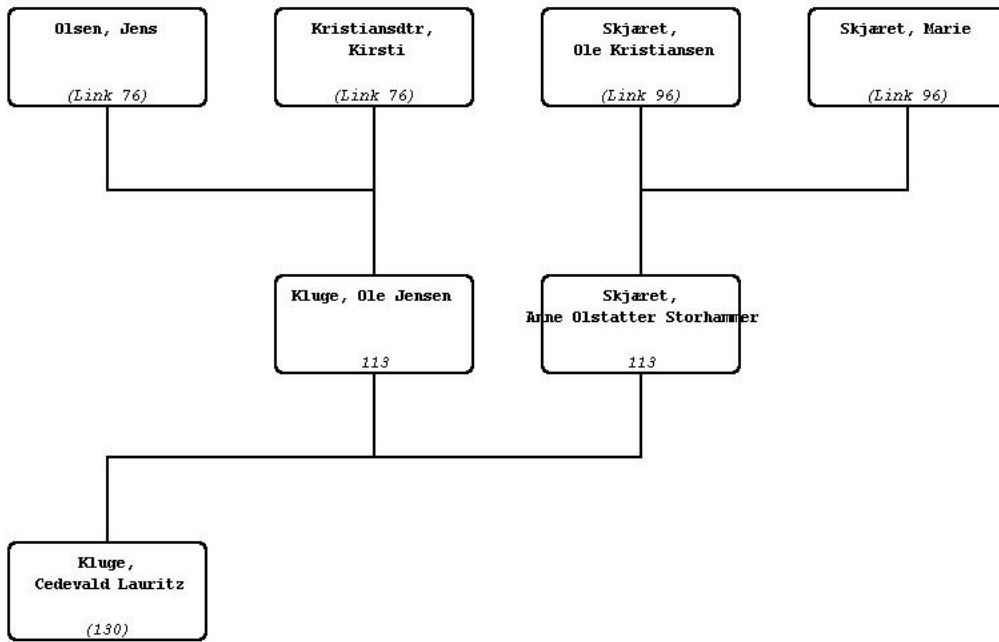 Olsen, Jens
(Link 76)
Kristiansdtr,
Kirsti
(Link 76)
Skjæret,
Ole Kristiansen
(Link 96)
Skjæret, Marie
(Link 96)
Kluge, Ole Jensen
113
Skjæret,
Anne Olstatter Storhammer
113
Kluge,
Cedevald Lauritz
(130)